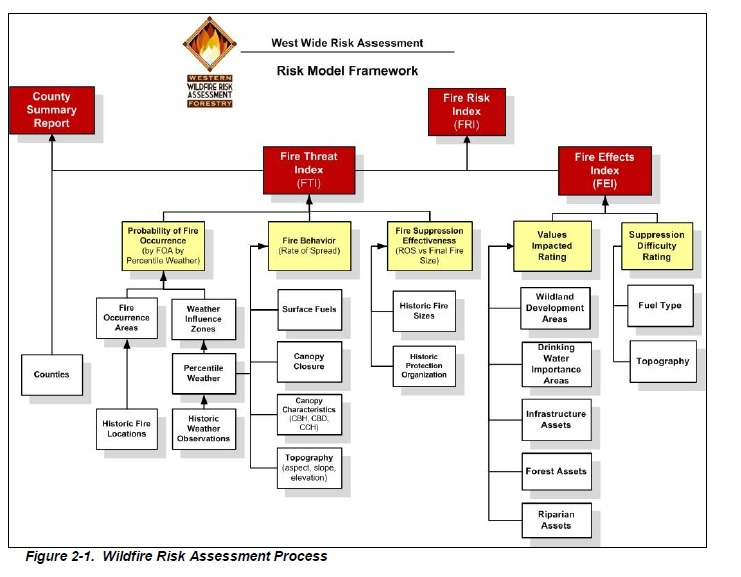 West Wide Risk Assessment
Risk Model Framework
WESTERN
WILDFIRE RISK
ASSESSMENT
FORESTRY
County
Summary
Report
Fire Risk
Index
(FRI)
Fire Threat
Index
(FTI)
Fire Effects
Index
(FEI)
Probability of Fire
Occurrence
(by FOA by
Percentile Weather)
Fire Behavior
(Rate of Spread)
Fire Suppression
Effectiveness
(ROS vs Final Fire
Size)
Values
Impacted
Rating
Suppression
Difficulty
Rating
Fire
Occurrence
Areas
Weather
Influence
Zones
Surface Fuels
Historic Fire
Sizes
Wildland
Development
Areas
Fuel Type
Counties
Percentile
Weather
Canopy
Closure
Historic
Protection
Organization
Drinking
Water
Importance
Areas
Topography
Historic Fire
Locations
Historic
Weather
Observations
Canopy
Characteristics
(CBH, CBD,
CCH)
Infrastructure
Assets
Topography
(aspect, slope,
elevation)
Forest Assets
Riparian
Assets
Figure 2-1. Wildfire Risk Assessment Process